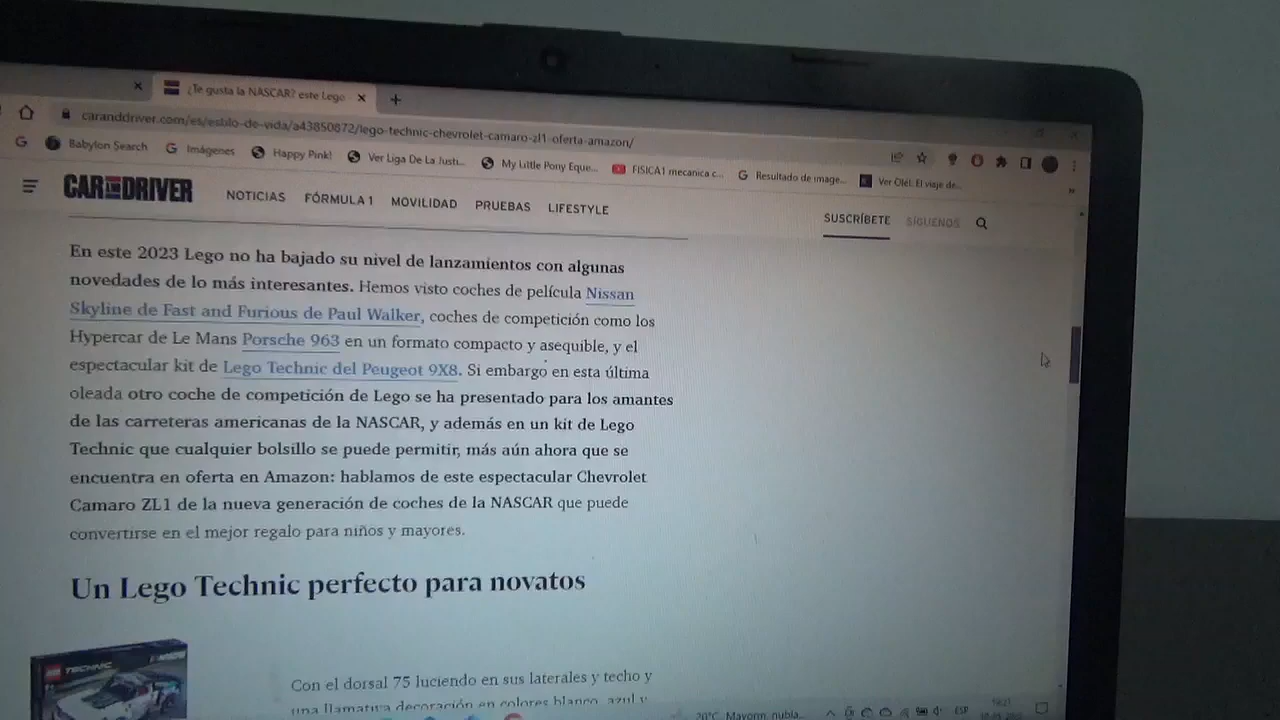 ¿Te gusta la NASCAR? este Lego
caranddriver.com/es/estilo-de-vida/a43850872/lego-technic-chevrolet-camaro-zl1-oferta-amazon/
Babylon Search Imágenes Happy Pink! Ver Liga De La Justi... My Little Pony Eque... FISICA1 mecanica c... Resultado de image... Ver Olé!: El viaje de...
CAR AND DRIVER NOTICIAS FÓRMULA 1 MOVILIDAD PRUEBAS LIFESTYLE SUSCRÍBETE SÍGUENOS
En este 2023 Lego no ha bajado su nivel de lanzamientos con algunas
novedades de lo más interesantes. Hemos visto coches de película Nissan
Skyline de Fast and Furious de Paul Walker, coches de competición como los
Hypercar de Le Mans Porsche 963 en un formato compacto y asequible, y el
espectacular kit de Lego Technic del Peugeot 9X8. Si embargo en esta última
oleada otro coche de competición de Lego se ha presentado para los amantes
de las carreteras americanas de la NASCAR, y además en un kit de Lego
Technic que cualquier bolsillo se puede permitir, más aún ahora que se
encuentra en oferta en Amazon: hablamos de este espectacular Chevrolet
Camaro ZL1 de la nueva generación de coches de la NASCAR que puede
convertirse en el mejor regalo para niños y mayores.
Un Lego Technic perfecto para novatos
TECHNIC
Con el dorsal 75 luciendo en sus laterales y techo y
una llamativa decoración en colores blanco, azul y
20°C Mayorm. nubla... ESP